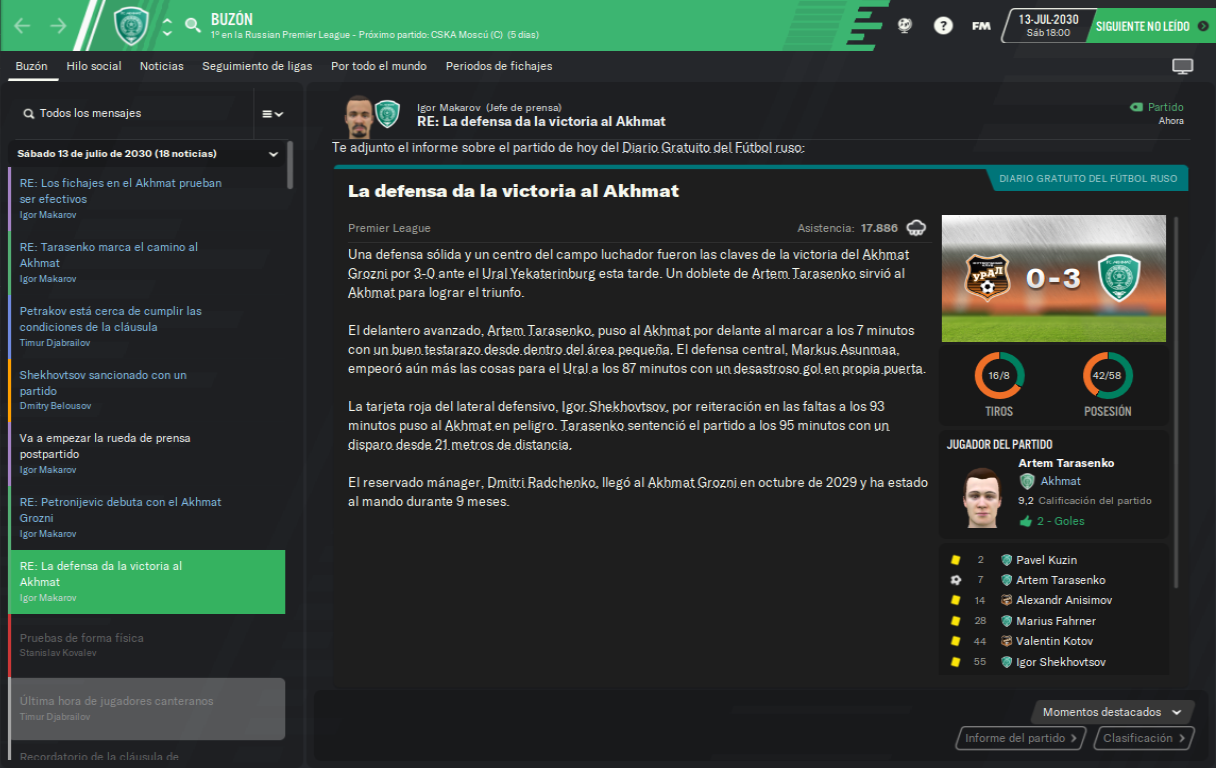 BUZÓN
1º en la Russian Premier League - Próximo partido: CSKA Moscú (C) (5 días)
?
FM
13-JUL-2030
Sáb 18:00
SIGUIENTE NO LEÍDO
Buzón
Hilo social
Noticias
Seguimiento de ligas
Por todo el mundo
Periodos de fichajes
Todos los mensajes
Sábado 13 de julio de 2030 (18 noticias)
RE: Los fichajes en el Akhmat prueban
ser efectivos
Igor Makarov
RE: Tarasenko marca el camino al
Akhmat
Igor Makarov
Petrakov está cerca de cumplir las
condiciones de la cláusula
Timur Djabrailov
Shekhovtsov sancionado con un
partido
Dmitry Belousov
Va a empezar la rueda de prensa
postpartido
Igor Makarov
RE: Petronijevic debuta con el Akhmat
Grozni
Igor Makarov
RE: La defensa da la victoria al
Akhmat
Igor Makarov
Pruebas de forma física
Stanislav Kovalev
Última hora de jugadores canteranos
Timur Djabrailov
Recordatorio de la cláusula de
Igor Makarov (Jefe de prensa)
RE: La defensa da la victoria al Akhmat
Partido
Ahora
Te adjunto el informe sobre el partido de hoy del Diario Gratuito del Fútbol ruso:
DIARIO GRATUITO DEL FÚTBOL RUSO
La defensa da la victoria al Akhmat
Premier League
Asistencia: 17.886
Una defensa sólida y un centro del campo luchador fueron las claves de la victoria del Akhmat
Grozni por 3-0 ante el Ural Yekaterinburg esta tarde. Un doblete de Artem Tarasenko sirvió al
Akhmat para lograr el triunfo.
El delantero avanzado, Artem Tarasenko, puso al Akhmat por delante al marcar a los 7 minutos
con un buen testarazo desde dentro del área pequeña. El defensa central, Markus Asunmaa,
empeoró aún más las cosas para el Ural a los 87 minutos con un desastroso gol en propia puerta.
La tarjeta roja del lateral defensivo, Igor Shekhovtsov, por reiteración en las faltas a los 93
minutos puso al Akhmat en peligro. Tarasenko sentenció el partido a los 95 minutos con un
disparo desde 21 metros de distancia.
El reservado mánager, Dmitri Radchenko, llegó al Akhmat Grozni en octubre de 2029 y ha estado
al mando durante 9 meses.
УРАЛ
0-3
16/8
TIROS
42/58
POSESIÓN
JUGADOR DEL PARTIDO
Artem Tarasenko
Akhmat
9,2 Calificación del partido
2 - Goles
2 Pavel Kuzin
7 Artem Tarasenko
14 Alexandr Anisimov
28 Marius Fahrner
44 Valentin Kotov
55 Igor Shekhovtsov
Momentos destacados
Informe del partido
Clasificación